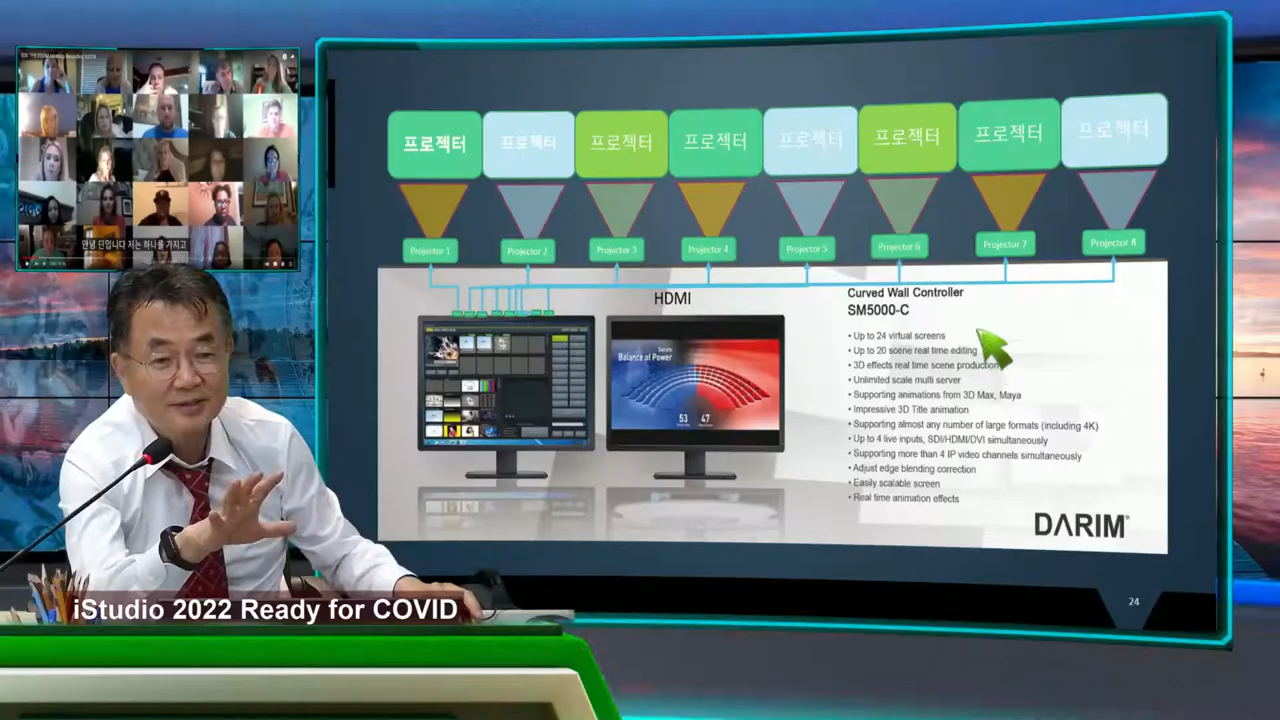 안녕 딘입니다 저는 하나를 가지고
프로젝터
프로젝터
프로젝터
프로젝터
프로젝터
프로젝터
프로젝터
프로젝터
Projector 1
Projector 2
Projector 3
Projector 4
Projector 5
Projector 6
Projector 7
Projector 8
HDMI
Balance of Power
53
47
Curved Wall Controller
SM5000-C
• Up to 24 virtual screens
• Up to 20 scene real time editing
• 3D effects real time scene production
• Unlimited scale multi server
• Supporting animations from 3D Max, Maya
• Impressive 3D Title animation
• Supporting almost any number of large formats (including 4K)
• Up to 4 live inputs, SDI/HDMI/DVI simultaneously
• Supporting more than 4 IP video channels simultaneously
• Adjust edge blending correction
• Easily scalable screen
• Real time animation effects
DARIM
24
iStudio 2022 Ready for COVID